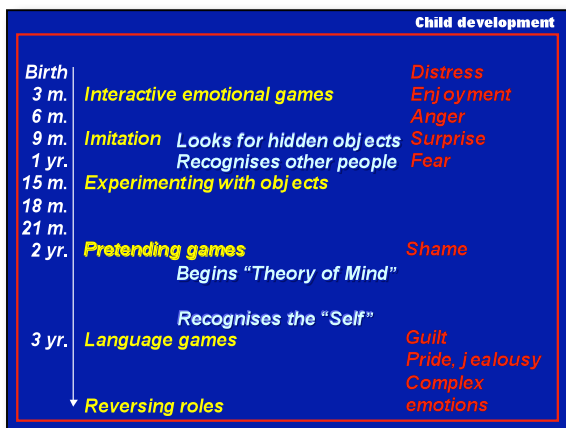 Child development
Birth Distress
3 m. Interactive emotional games Enjoyment
6 m. Anger
9 m. Imitation Looks for hidden objects Surprise
1 yr. Recognises other people Fear
15 m. Experimenting with objects
18 m.
21 m.
2 yr. Pretending games Shame
Begins “Theory of Mind”
Recognises the “Self”
3 yr. Language games Guilt
Pride, jealousy
Complex
Reversing roles emotions